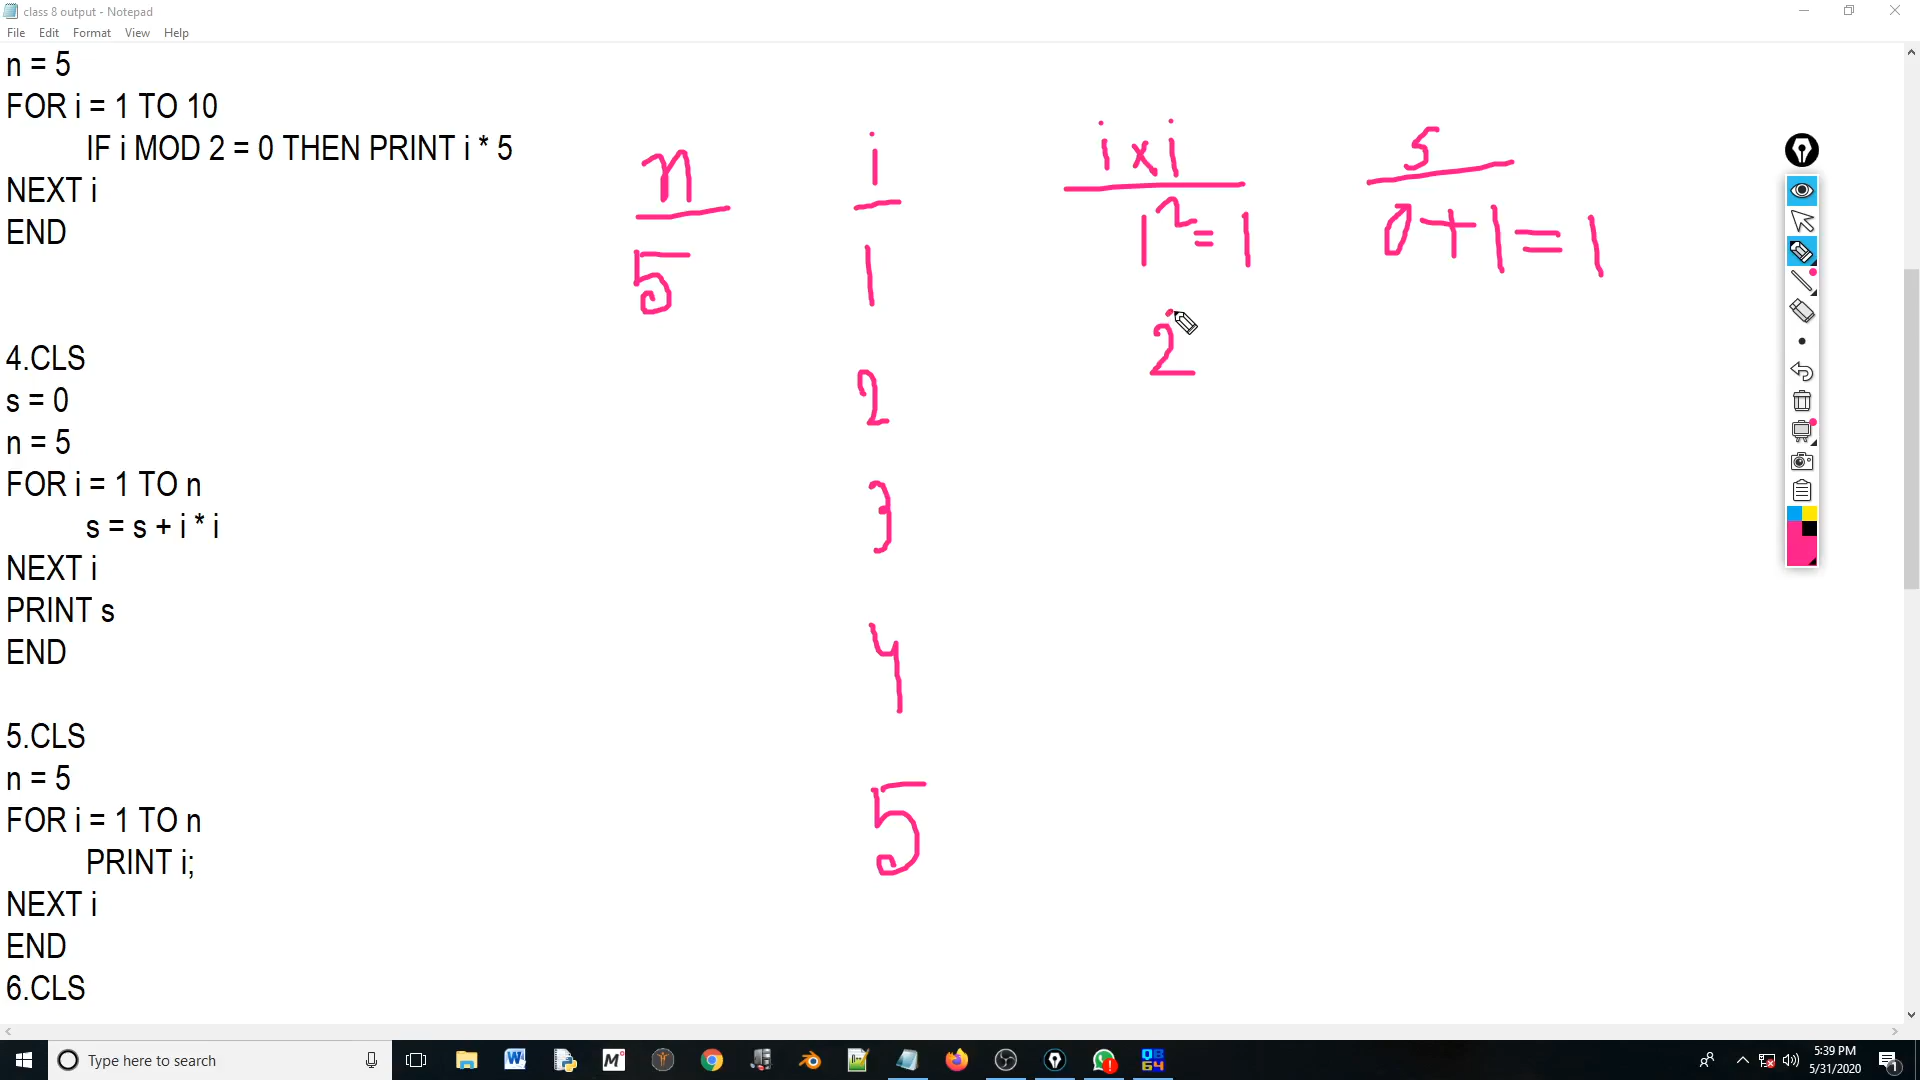 class 8 output - Notepad
File Edit Format View Help
n = 5
FOR i = 1 TO 10
IF i MOD 2 = 0 THEN PRINT i * 5
NEXT i
END
4.CLS
s = 0
n = 5
FOR i = 1 TO n
s = s + i * i
NEXT i
PRINT s
END
5.CLS
n = 5
FOR i = 1 TO n
PRINT i;
NEXT i
END
6.CLS
n i i x i s
5 1 1² = 1 0 + 1 = 1
2 2
3
4
5
Type here to search
QB
64
5:39 PM
5/31/2020
1